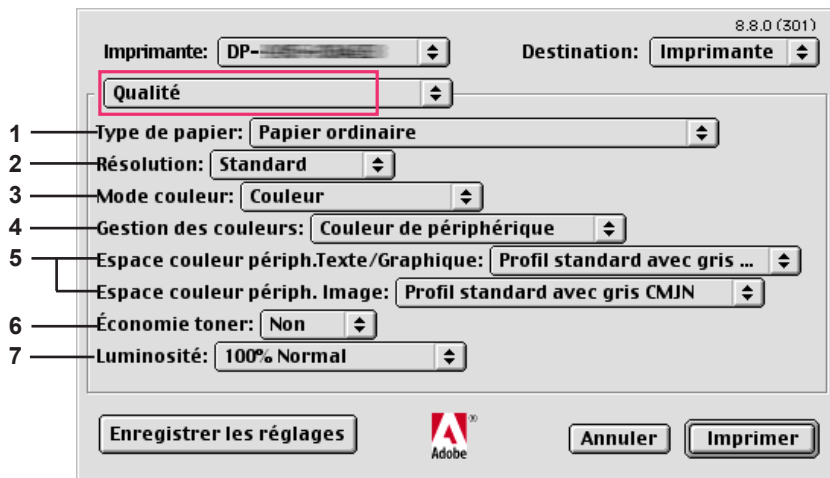 8.8.0 (301)
Imprimante: DP- Destination: Imprimante
Qualité
1 Type de papier: Papier ordinaire
2 Résolution: Standard
3 Mode couleur: Couleur
4 Gestion des couleurs: Couleur de périphérique
5 Espace couleur périph.Texte/Graphique: Profil standard avec gris ...
Espace couleur périph. Image: Profil standard avec gris CMJN
6 Économie toner: Non
7 Luminosité: 100% Normal
Enregistrer les réglages Adobe® Annuler Imprimer